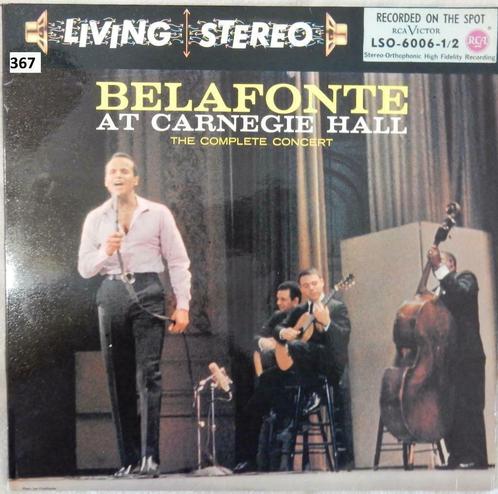 LIVING STEREO
RECORDED ON THE SPOT
RCA VICTOR
LSO-6006-1/2
RCA
Stereo-Orthophonic High Fidelity Recording
367
BELAFONTE
AT CARNEGIE HALL
THE COMPLETE CONCERT